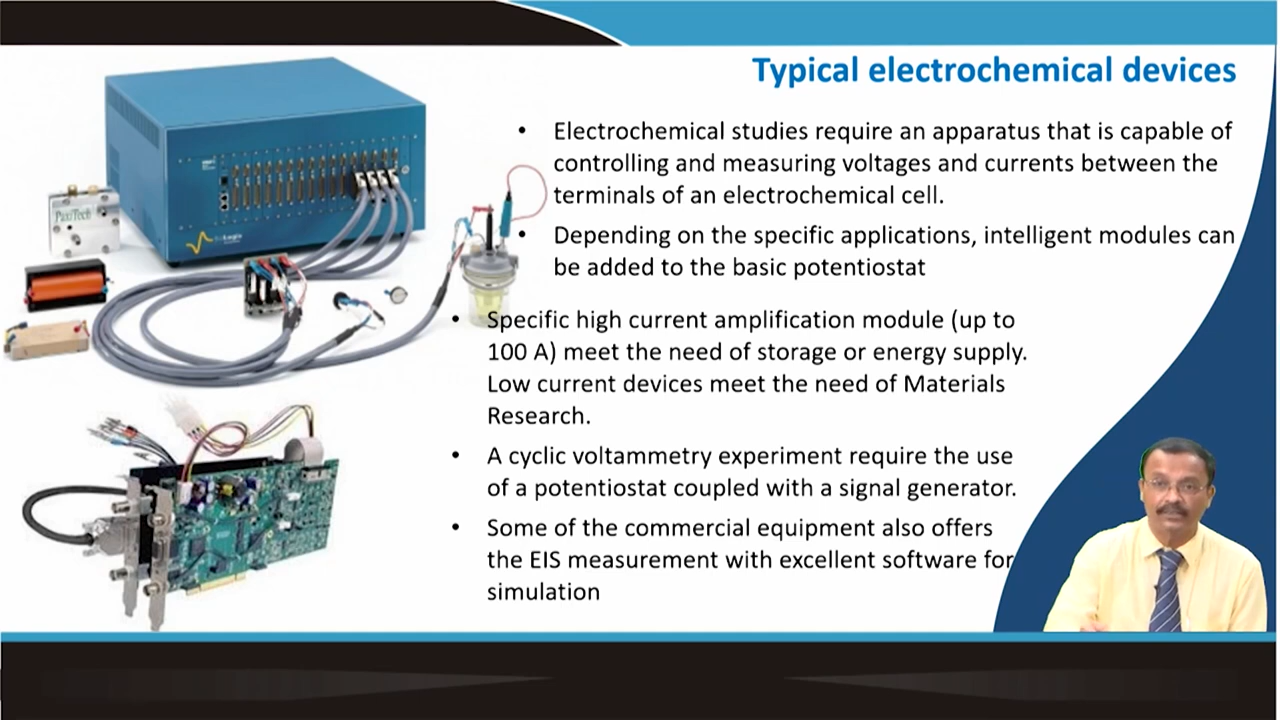 Typical electrochemical devices
• Electrochemical studies require an apparatus that is capable of
controlling and measuring voltages and currents between the
terminals of an electrochemical cell.
• Depending on the specific applications, intelligent modules can
be added to the basic potentiostat
• Specific high current amplification module (up to
100 A) meet the need of storage or energy supply.
Low current devices meet the need of Materials
Research.
• A cyclic voltammetry experiment require the use
of a potentiostat coupled with a signal generator.
• Some of the commercial equipment also offers
the EIS measurement with excellent software for
simulation
PaxiTech
BioLogic